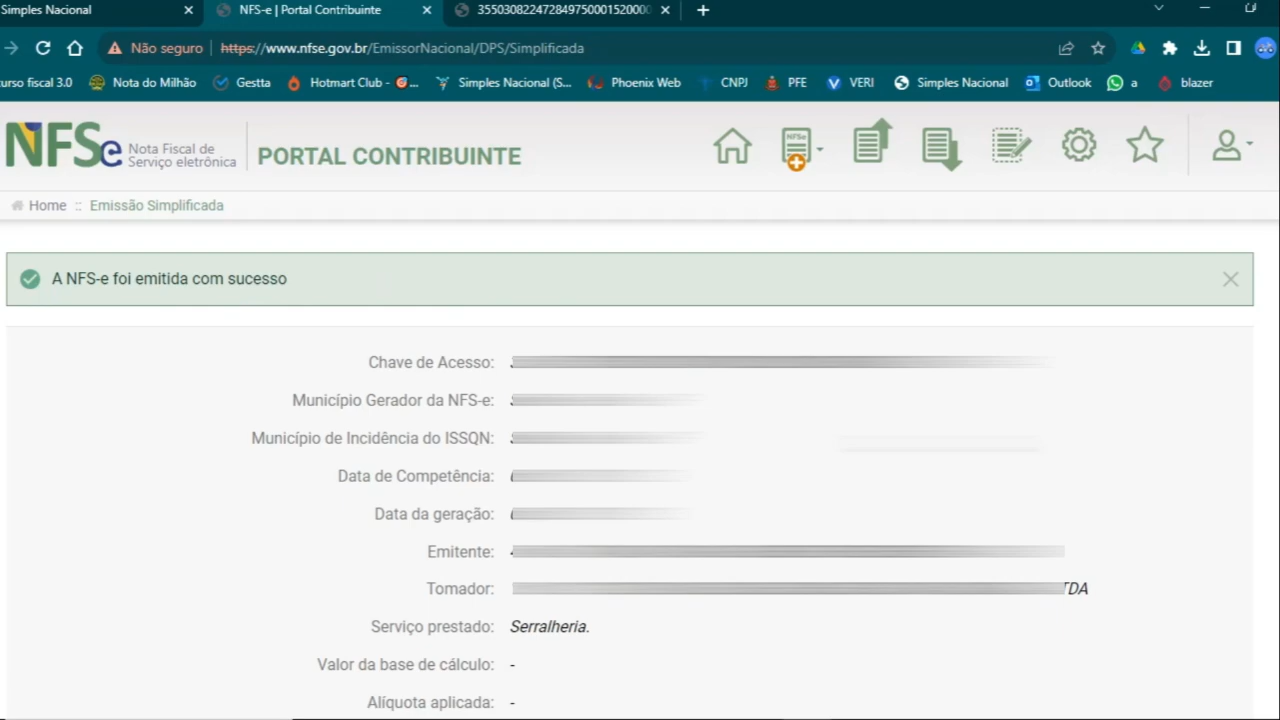 Simples Nacional
NFS-e | Portal Contribuinte
Não seguro
https://www.nfse.gov.br/EmissorNacional/DPS/Simplificada
urso fiscal 3.0
Nota do Milhão
Gestta
Hotmart Club -
Simples Nacional (S...
Phoenix Web
CNPJ
PFE
VERI
Simples Nacional
Outlook
a
blazer
NFSe
Nota Fiscal de
Serviço eletrônica
PORTAL CONTRIBUINTE
NFSe
Home :: Emissão Simplificada
A NFS-e foi emitida com sucesso
Chave de Acesso:
Município Gerador da NFS-e:
Município de Incidência do ISSQN:
Data de Competência:
Data da geração:
Emitente:
Tomador: TDA
Serviço prestado: Serralheria.
Valor da base de cálculo: -
Alíquota aplicada: -